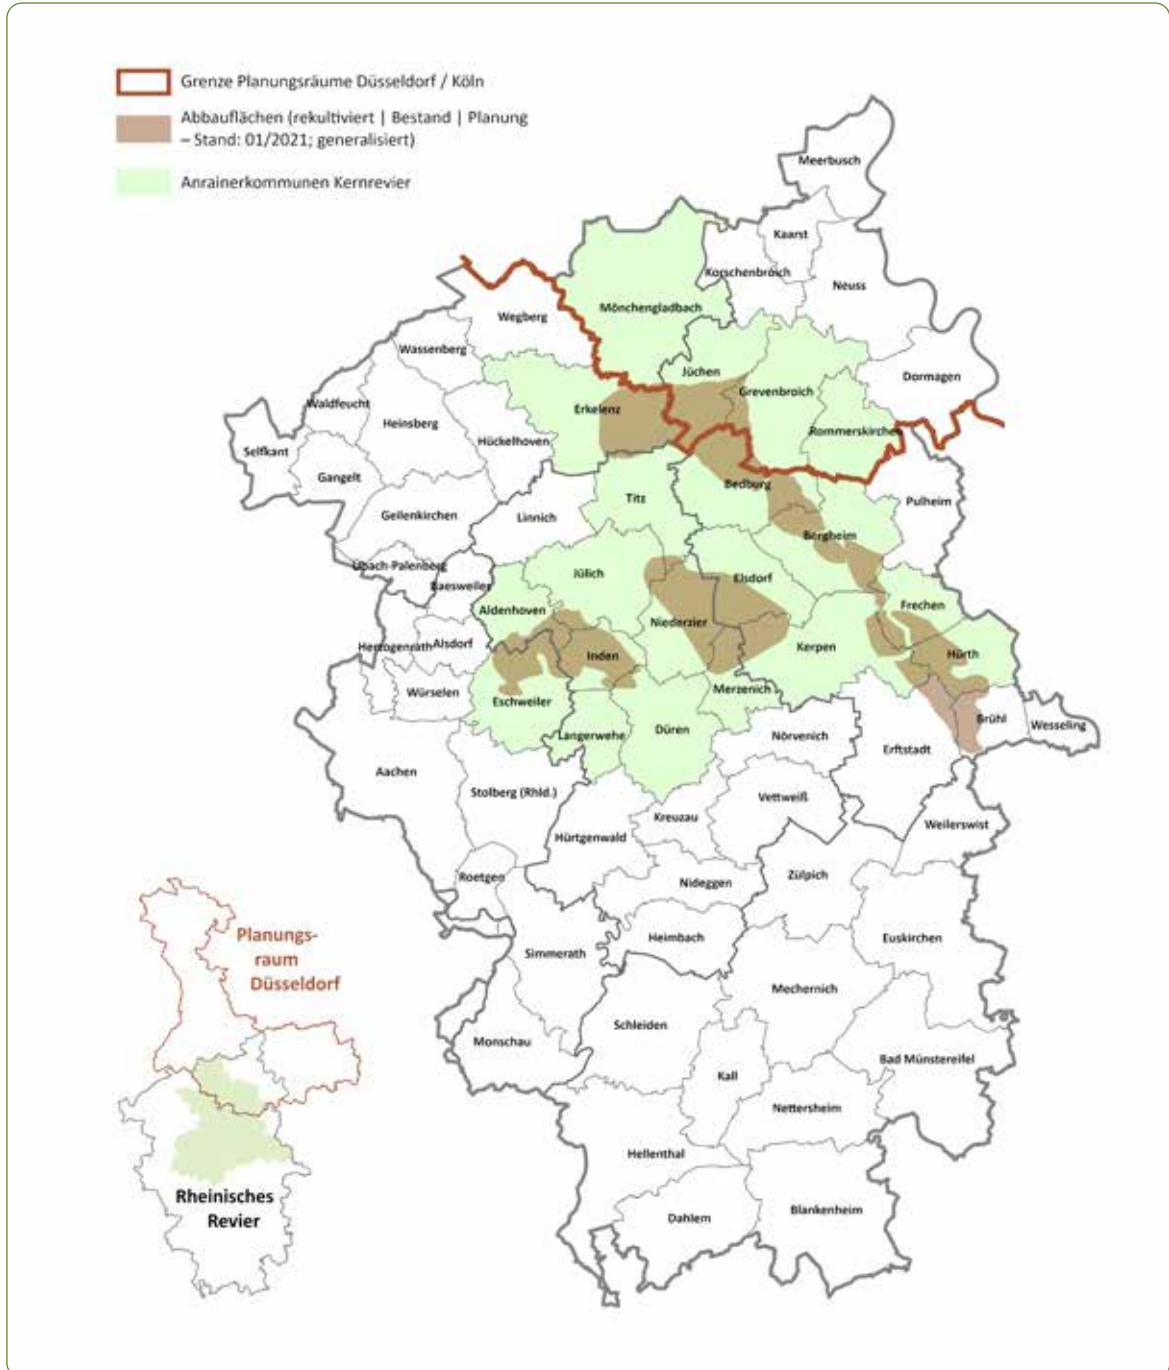 Grenze Planungsräume Düsseldorf / Köln
Abbauflächen (rekultiviert | Bestand | Planung
– Stand: 01/2021; generalisiert)
Anrainerkommunen Kernrevier
Meerbusch
Kaarst
Korschenbroich
Neuss
Mönchengladbach
Wegberg
Wassenberg
Jüchen
Dormagen
Grevenbroich
Waldfeucht
Erkelenz
Heinsberg
Rommerskirchen
Hückelhoven
Selfkant
Gangelt
Bedburg
Titz
Pulheim
Geilenkirchen
Linnich
Bergheim
Übach-Palenberg
Jülich
Elsdorf
Baesweiler
Aldenhoven
Frechen
Niederzier
Herzogenrath
Alsdorf
Kerpen
Inden
Hürth
Würselen
Merzenich
Eschweiler
Brühl
Wesseling
Düren
Langerwehe
Nörvenich
Erftstadt
Aachen
Stolberg (Rhld.)
Vettweiß
Kreuzau
Weilerswist
Hürtgenwald
Roetgen
Zülpich
Nideggen
Heimbach
Euskirchen
Simmerath
Mechernich
Schleiden
Monschau
Bad Münstereifel
Kall
Nettersheim
Hellenthal
Blankenheim
Dahlem
Planungs-
raum
Düsseldorf
Rheinisches
Revier